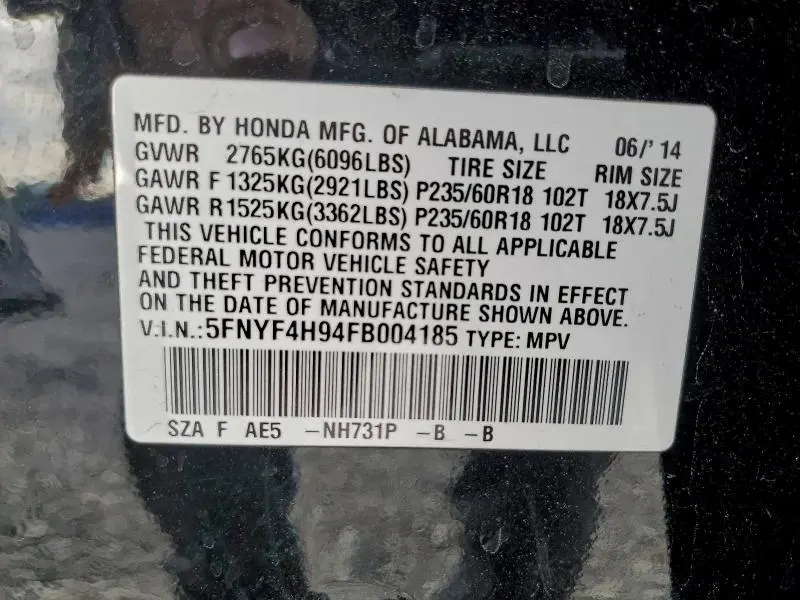 MFD. BY HONDA MFG. OF ALABAMA, LLC 06/'14
GVWR 2765KG(6096LBS) TIRE SIZE RIM SIZE
GAWR F 1325KG(2921LBS) P235/60R18 102T 18X7.5J
GAWR R 1525KG(3362LBS) P235/60R18 102T 18X7.5J
THIS VEHICLE CONFORMS TO ALL APPLICABLE
FEDERAL MOTOR VEHICLE SAFETY
AND THEFT PREVENTION STANDARDS IN EFFECT
ON THE DATE OF MANUFACTURE SHOWN ABOVE.
V.I.N.:5FNYF4H94FB004185 TYPE: MPV
SZA F AE5 -NH731P -B -B